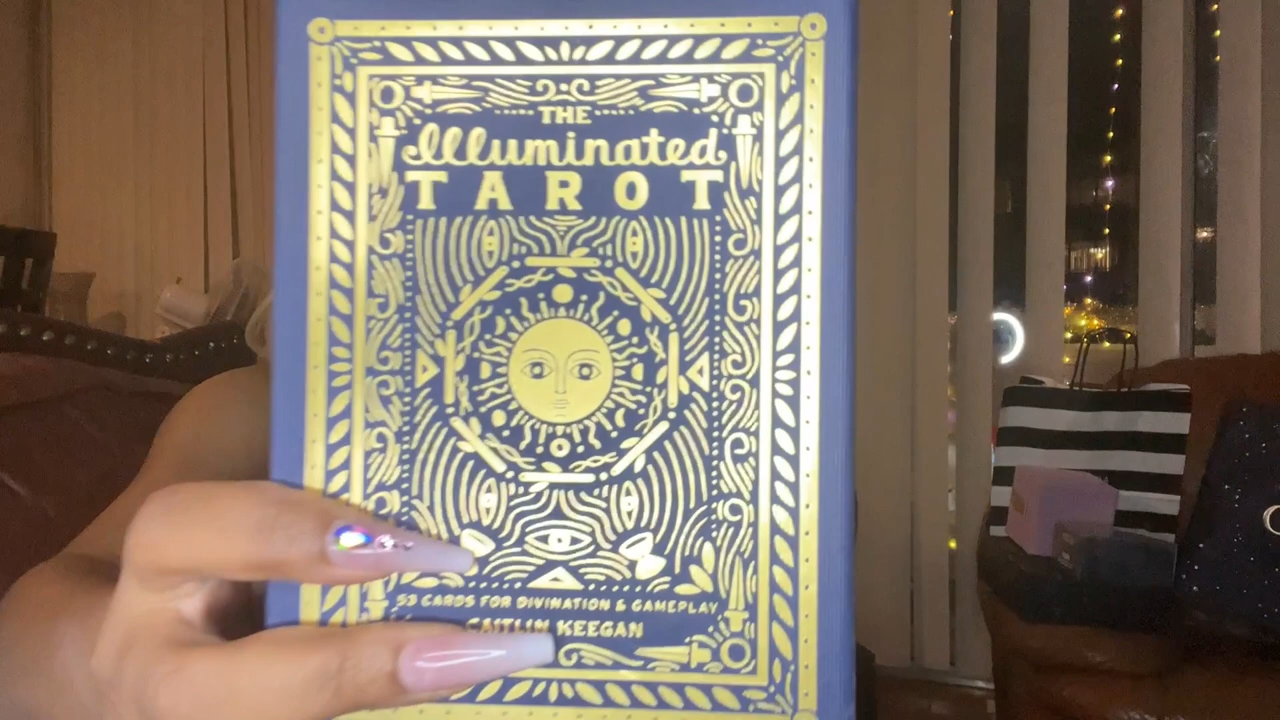 THE
Illuminated
TAROT
53 CARDS FOR DIVINATION & GAMEPLAY
CAITLIN KEEGAN